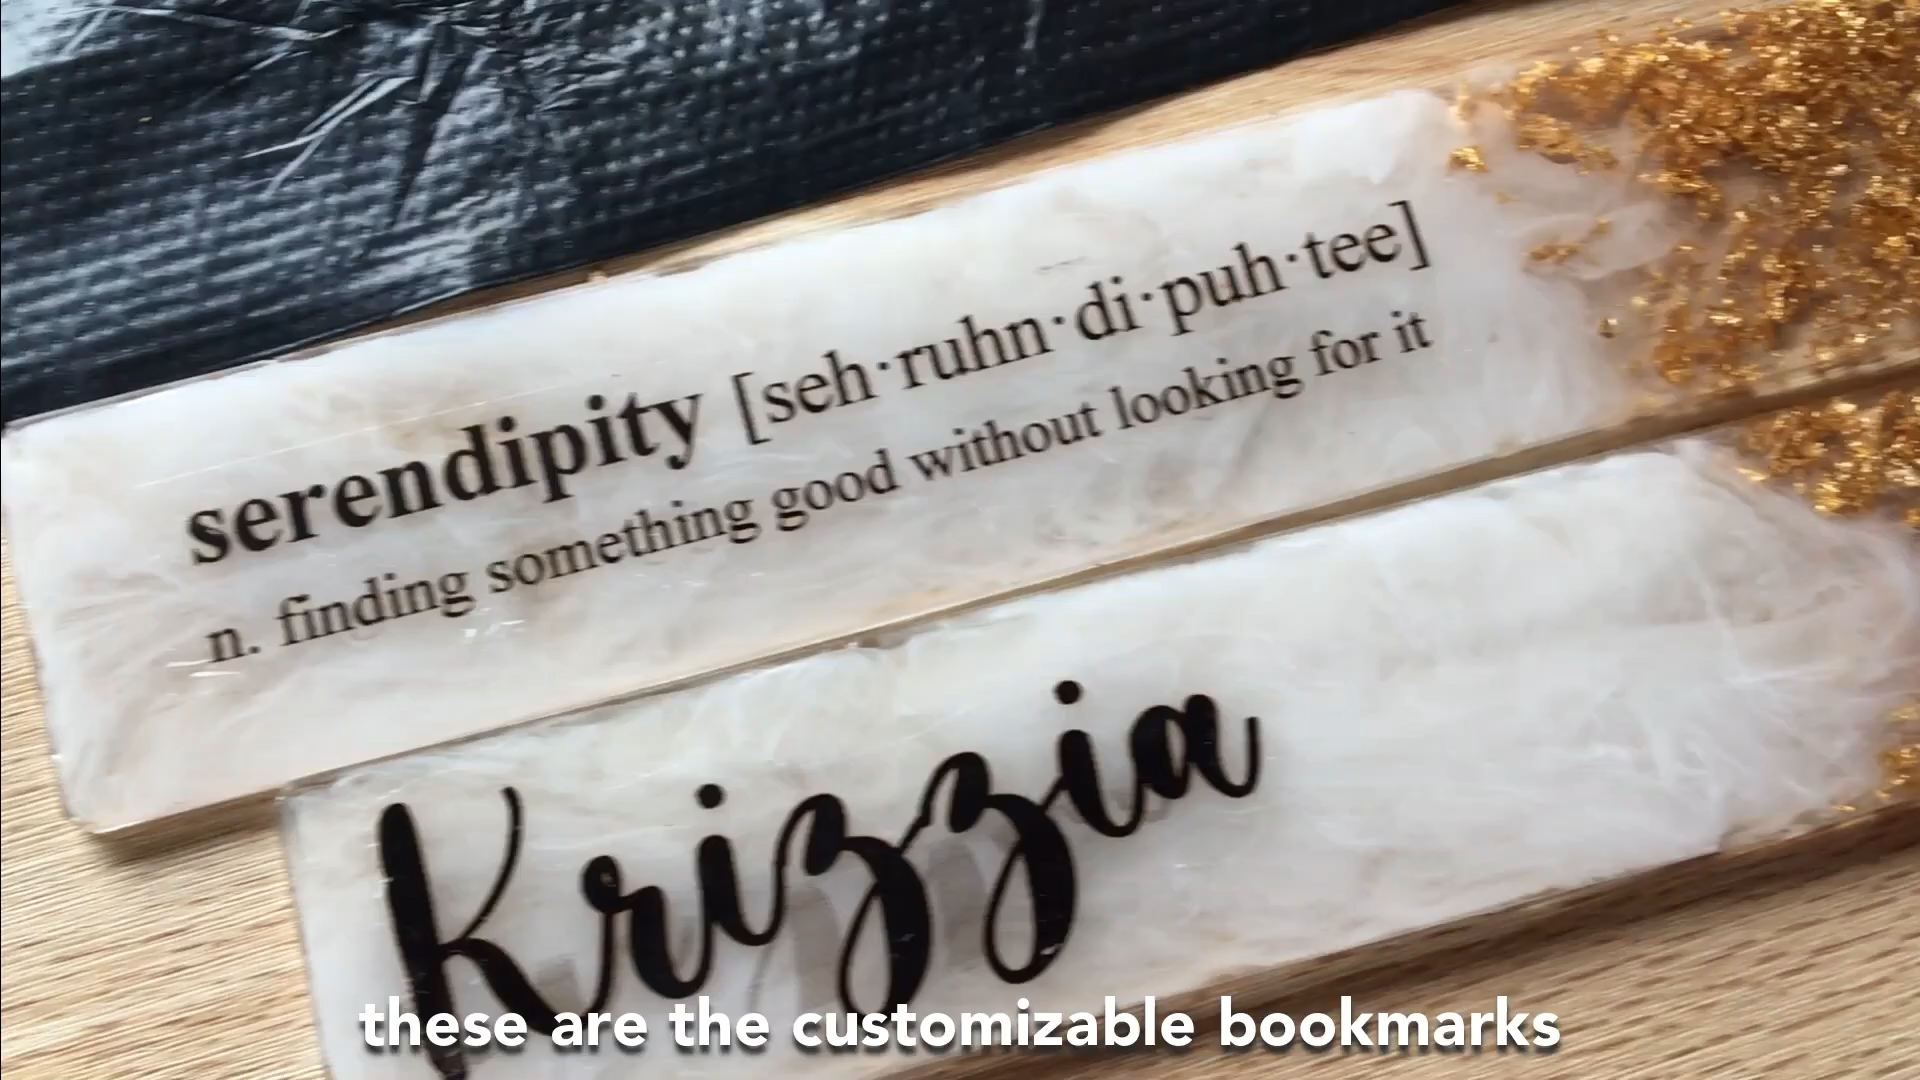 serendipity [seh·ruhn·di·puh·tee]
n. finding something good without looking for it
Krizzia
these are the customizable bookmarks